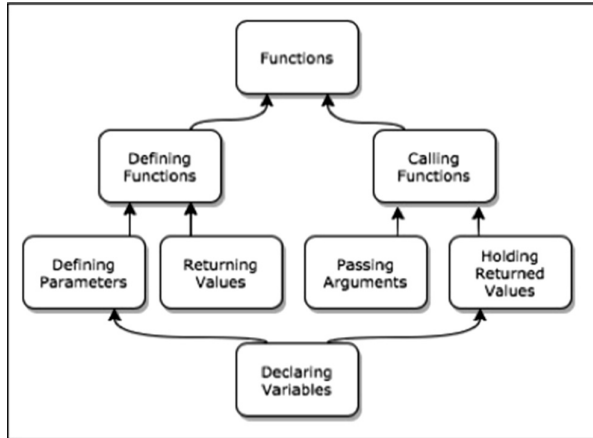 Functions
Defining
Functions
Calling
Functions
Defining
Parameters
Returning
Values
Passing
Arguments
Holding
Returned
Values
Declaring
Variables